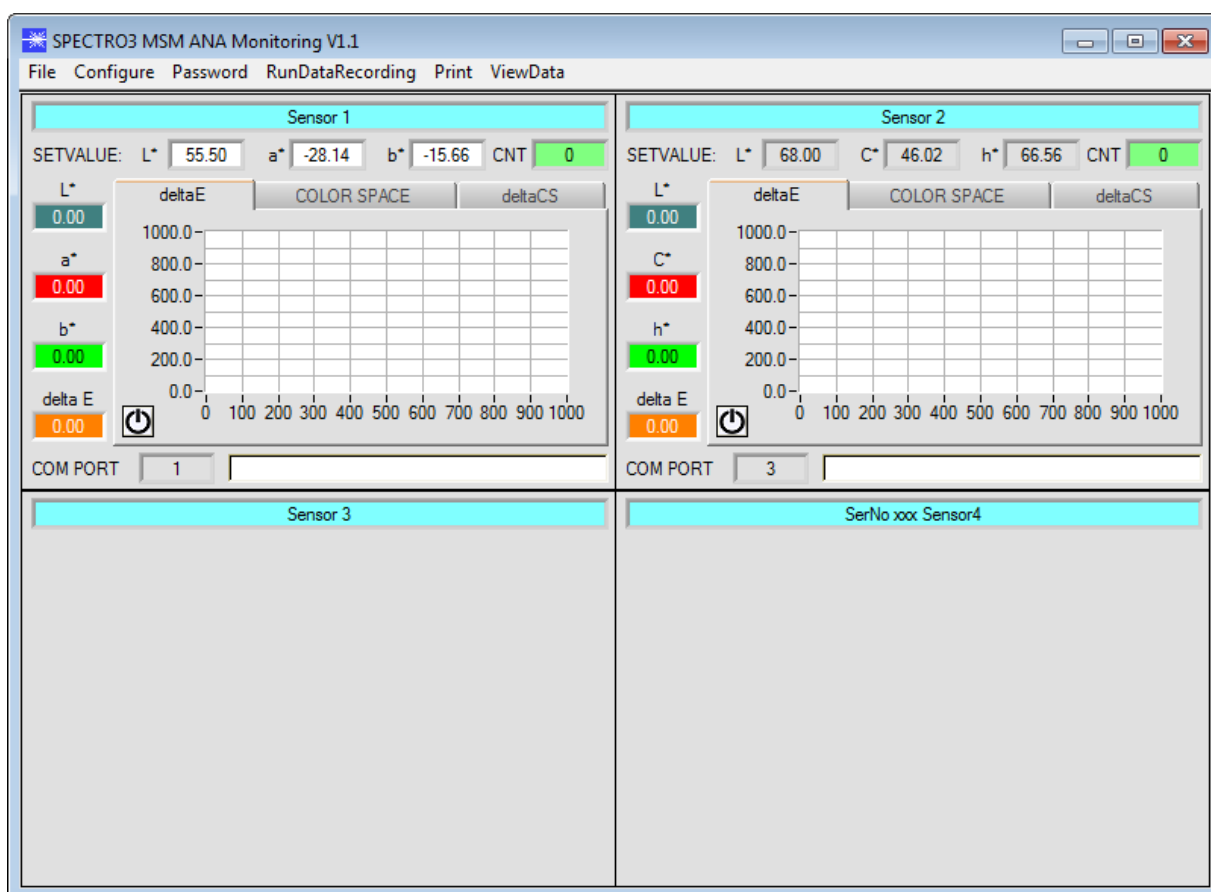 SPECTRO3 MSM ANA Monitoring V1.1
File Configure Password RunDataRecording Print ViewData
Sensor 1
SETVALUE: L* 55.50 a* -28.14 b* -15.66 CNT 0
L*
0.00
a*
0.00
b*
0.00
delta E
0.00
deltaE COLOR SPACE deltaCS
1000.0
800.0
600.0
400.0
200.0
0.0
0 100 200 300 400 500 600 700 800 900 1000
COM PORT 1
Sensor 2
SETVALUE: L* 68.00 C* 46.02 h* 66.56 CNT 0
L*
0.00
C*
0.00
h*
0.00
delta E
0.00
deltaE COLOR SPACE deltaCS
1000.0
800.0
600.0
400.0
200.0
0.0
0 100 200 300 400 500 600 700 800 900 1000
COM PORT 3
Sensor 3
SerNo xxx Sensor4